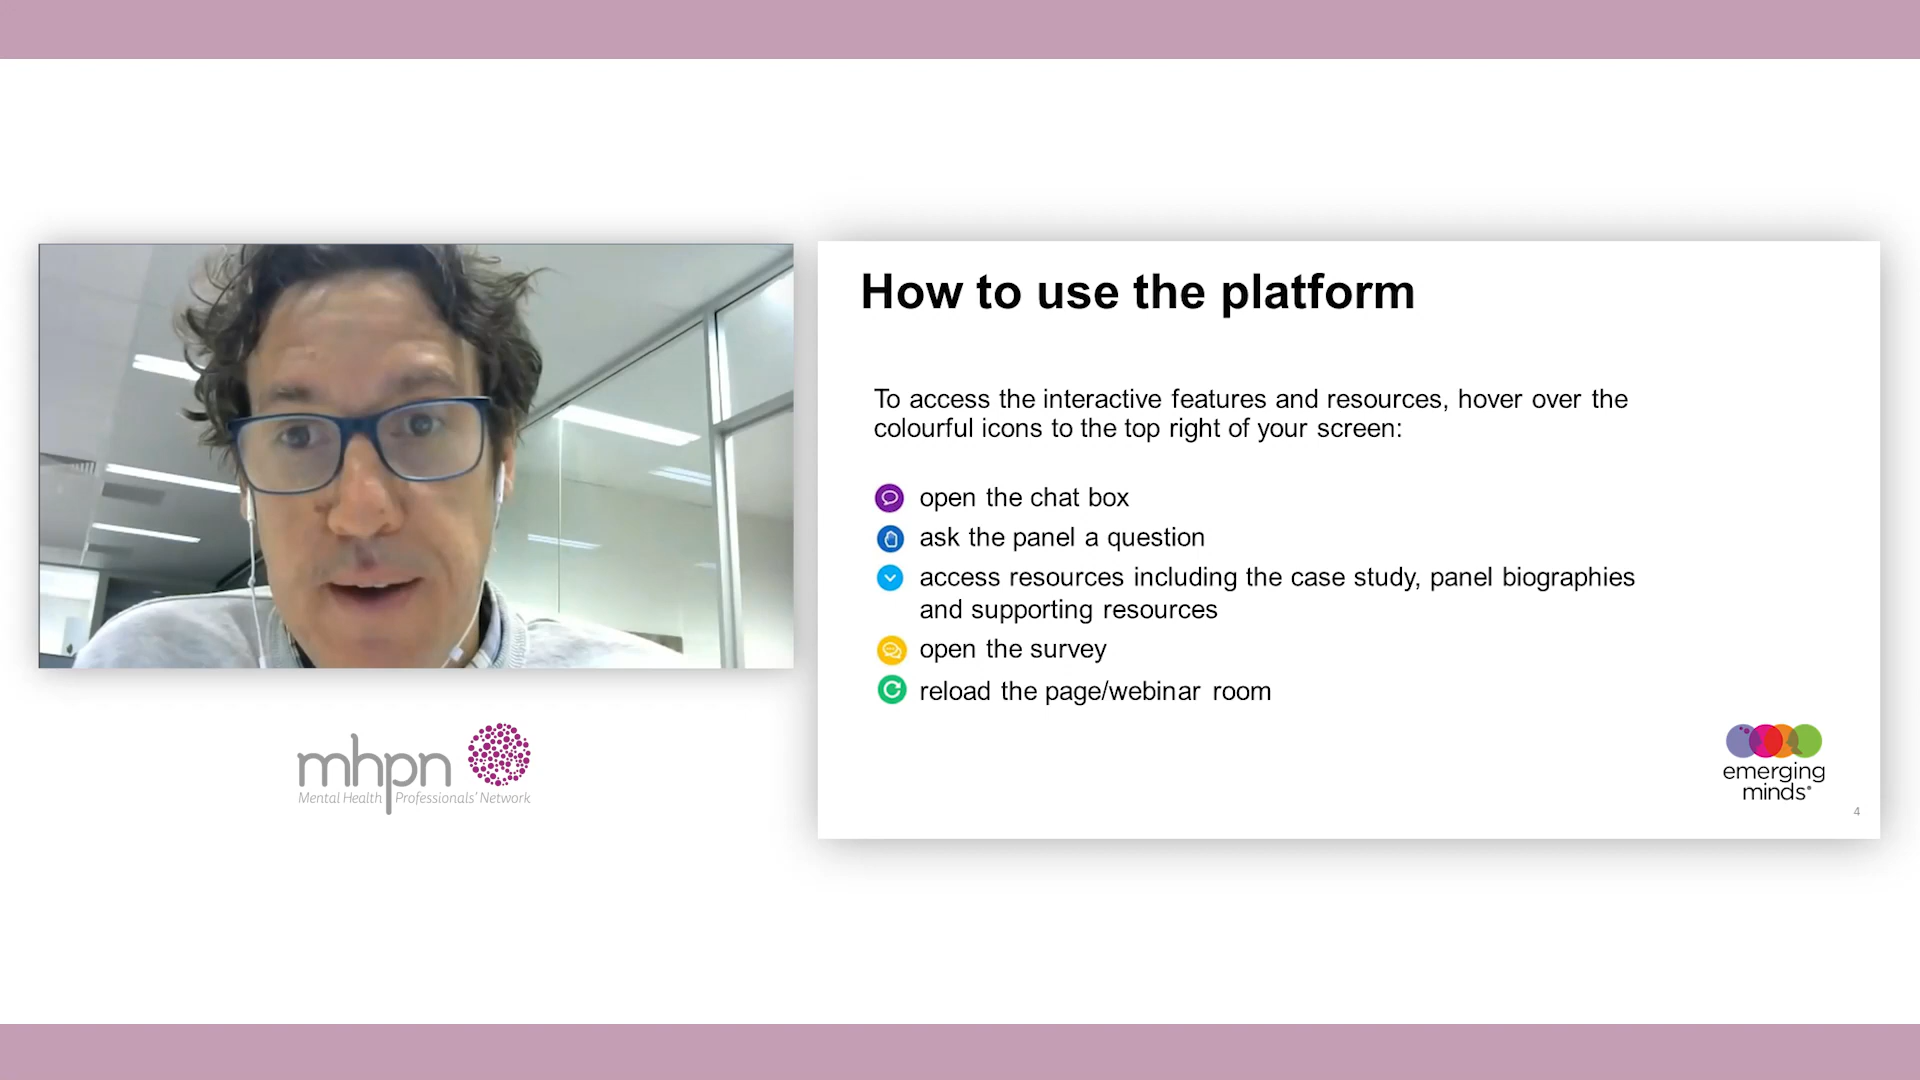 How to use the platform
To access the interactive features and resources, hover over the
colourful icons to the top right of your screen:
open the chat box
ask the panel a question
access resources including the case study, panel biographies
and supporting resources
open the survey
reload the page/webinar room
mhpn
Mental Health Professionals' Network
emerging
minds
4